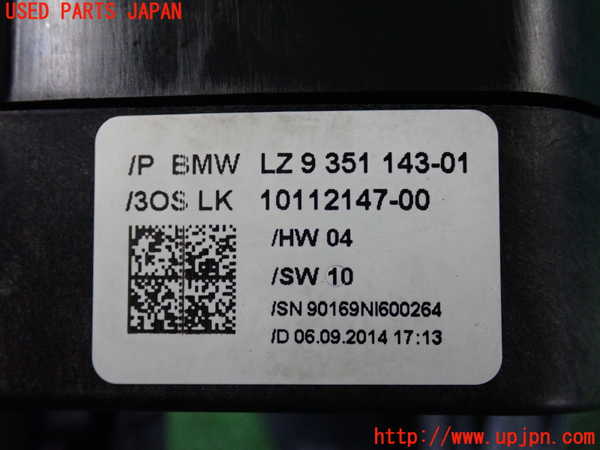 USED PARTS JAPAN
/P BMW LZ 9 351 143-01
/3OS LK 10112147-00
/HW 04
/SW 10
/SN 90169NI600264
/D 06.09.2014 17:13
http://www.upjpn.com/